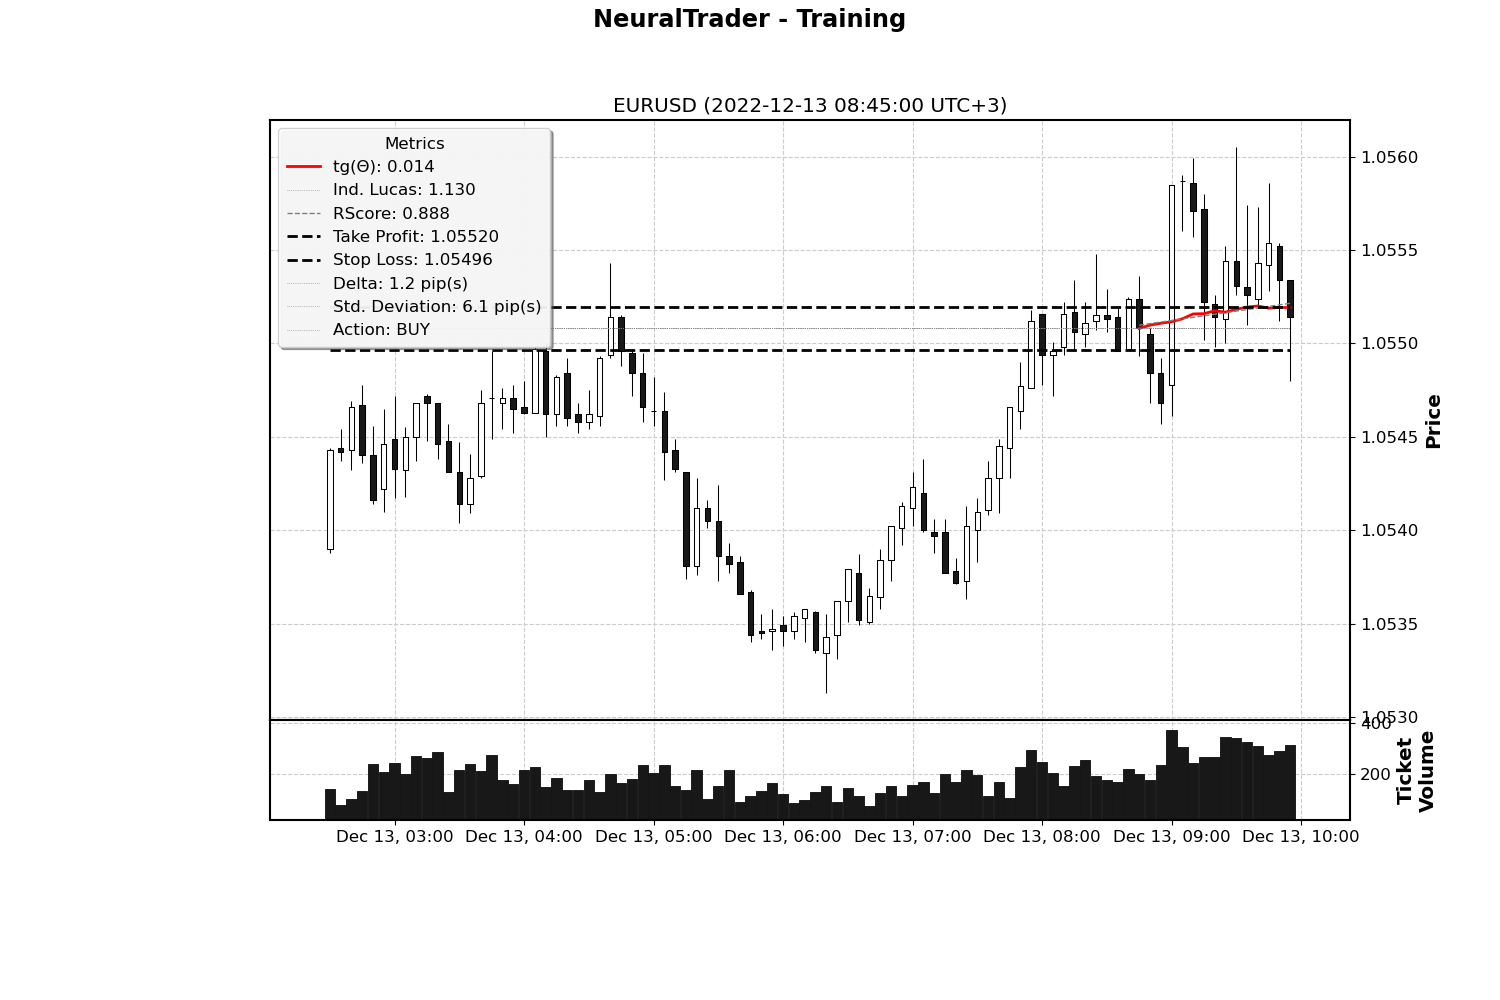 NeuralTrader - Training
EURUSD (2022-12-13 08:45:00 UTC+3)
Metrics
tg(Θ): 0.014
Ind. Lucas: 1.130
RScore: 0.888
Take Profit: 1.05520
Stop Loss: 1.05496
Delta: 1.2 pip(s)
Std. Deviation: 6.1 pip(s)
Action: BUY
1.0560
1.0555
1.0550
1.0545
1.0540
1.0535
1.0530
Price
400
200
Ticket
Volume
Dec 13, 03:00 Dec 13, 04:00 Dec 13, 05:00 Dec 13, 06:00 Dec 13, 07:00 Dec 13, 08:00 Dec 13, 09:00 Dec 13, 10:00